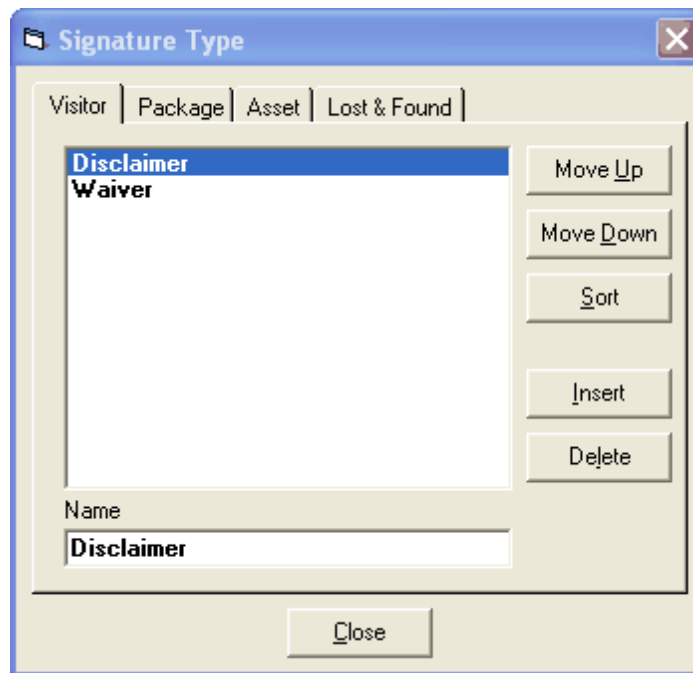 Signature Type
Visitor Package Asset Lost & Found
Disclaimer
Waiver
Move Up
Move Down
Sort
Insert
Delete
Name
Disclaimer
Close